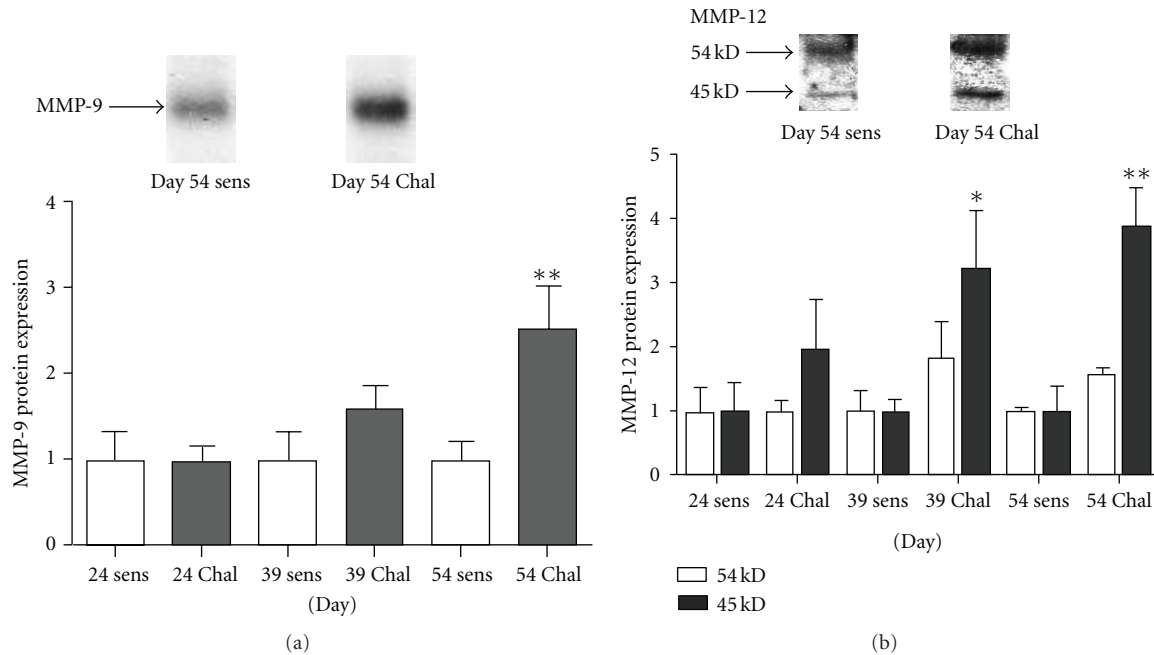 MMP-9
Day 54 sens
Day 54 Chal
4
3
2
1
0
MMP-9 protein expression
**
24 sens
24 Chal
39 sens
39 Chal
54 sens
54 Chal
(Day)
(a)
MMP-12
54 kD
45 kD
Day 54 sens
Day 54 Chal
5
4
3
2
1
0
MMP-12 protein expression
*
**
24 sens
24 Chal
39 sens
39 Chal
54 sens
54 Chal
(Day)
54 kD
45 kD
(b)